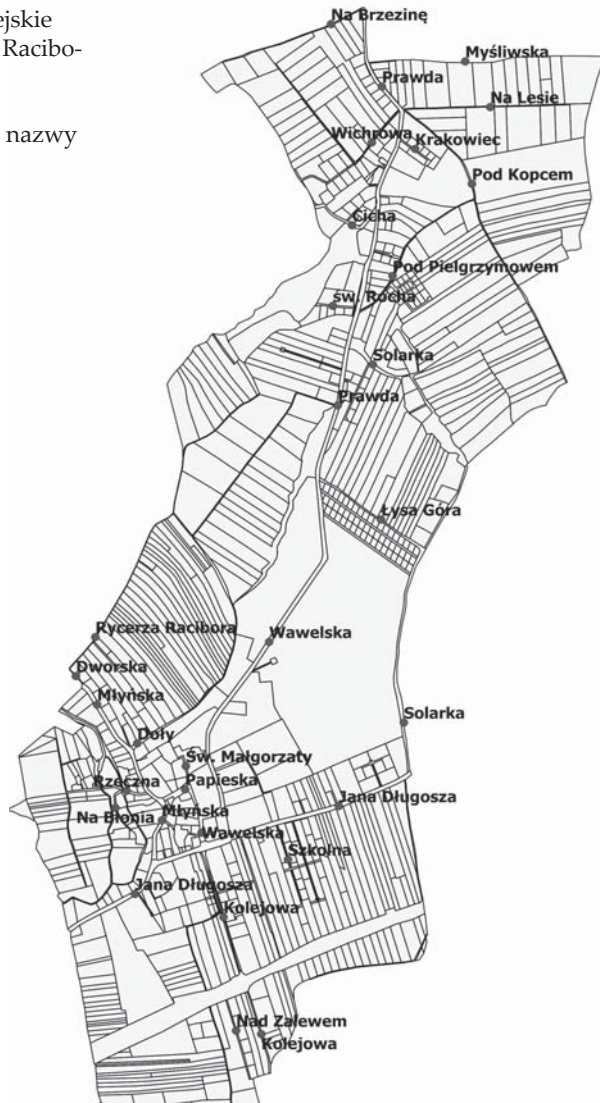 ejskie
Racibo-
nazwy
Na Brzezinę
Myśliwska
Prawda
Na Lesie
Wichrowa
Krakowiec
Pod Kopcem
Cicha
Pod Pielgrzymowem
św. Rocha
Solarka
Prawda
Łysa Góra
Rycerza Racibora
Wawelska
Dworska
Młyńska
Solarka
Doły
Św. Małgorzaty
Rzeczna
Papieska
Jana Długosza
Na Błonia
Młyńska
Wawelska
Szkolna
Jana Długosza
Kolejowa
Nad Zalewem
Kolejowa